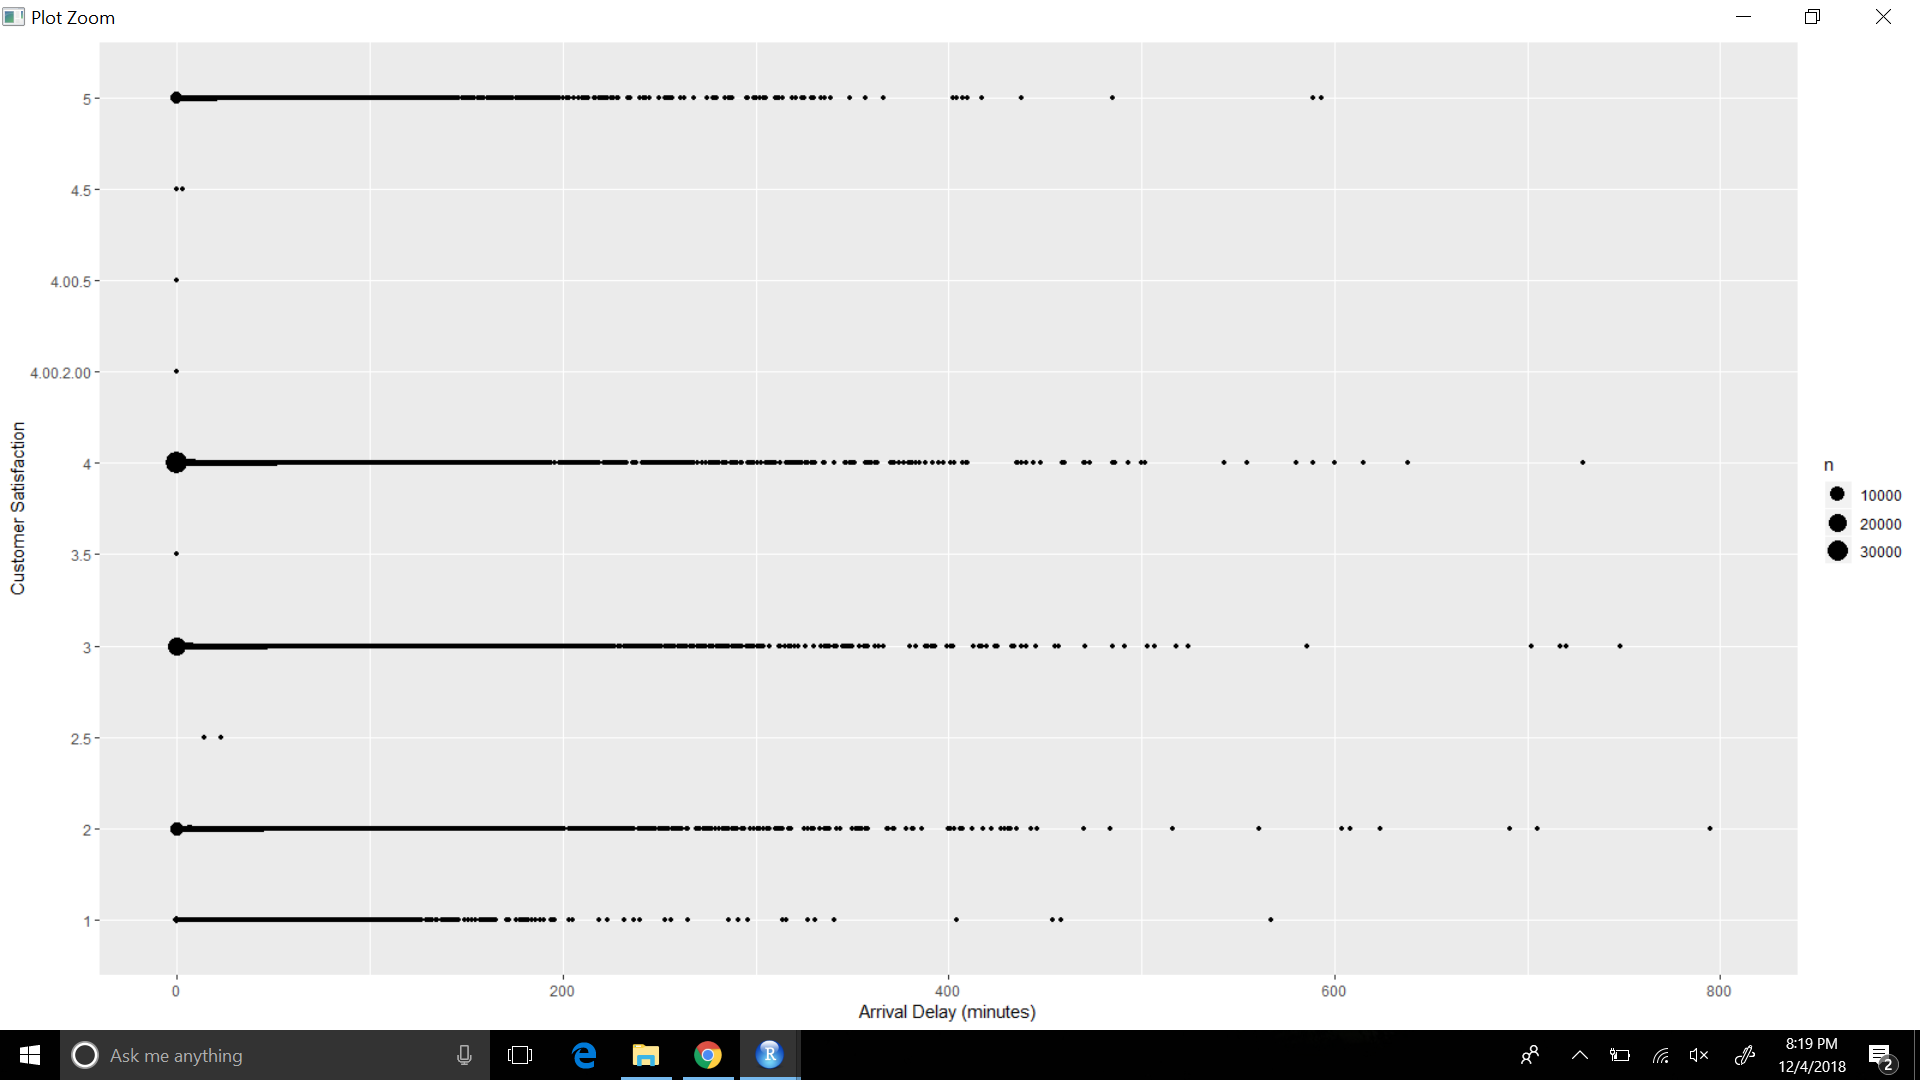 Plot Zoom
5
4.5
4.00.5
4.00.2.00
4
3.5
3
2.5
2
1
Customer Satisfaction
0 200 400 600 800
Arrival Delay (minutes)
n
10000
20000
30000
Ask me anything
R
8:19 PM
12/4/2018
2